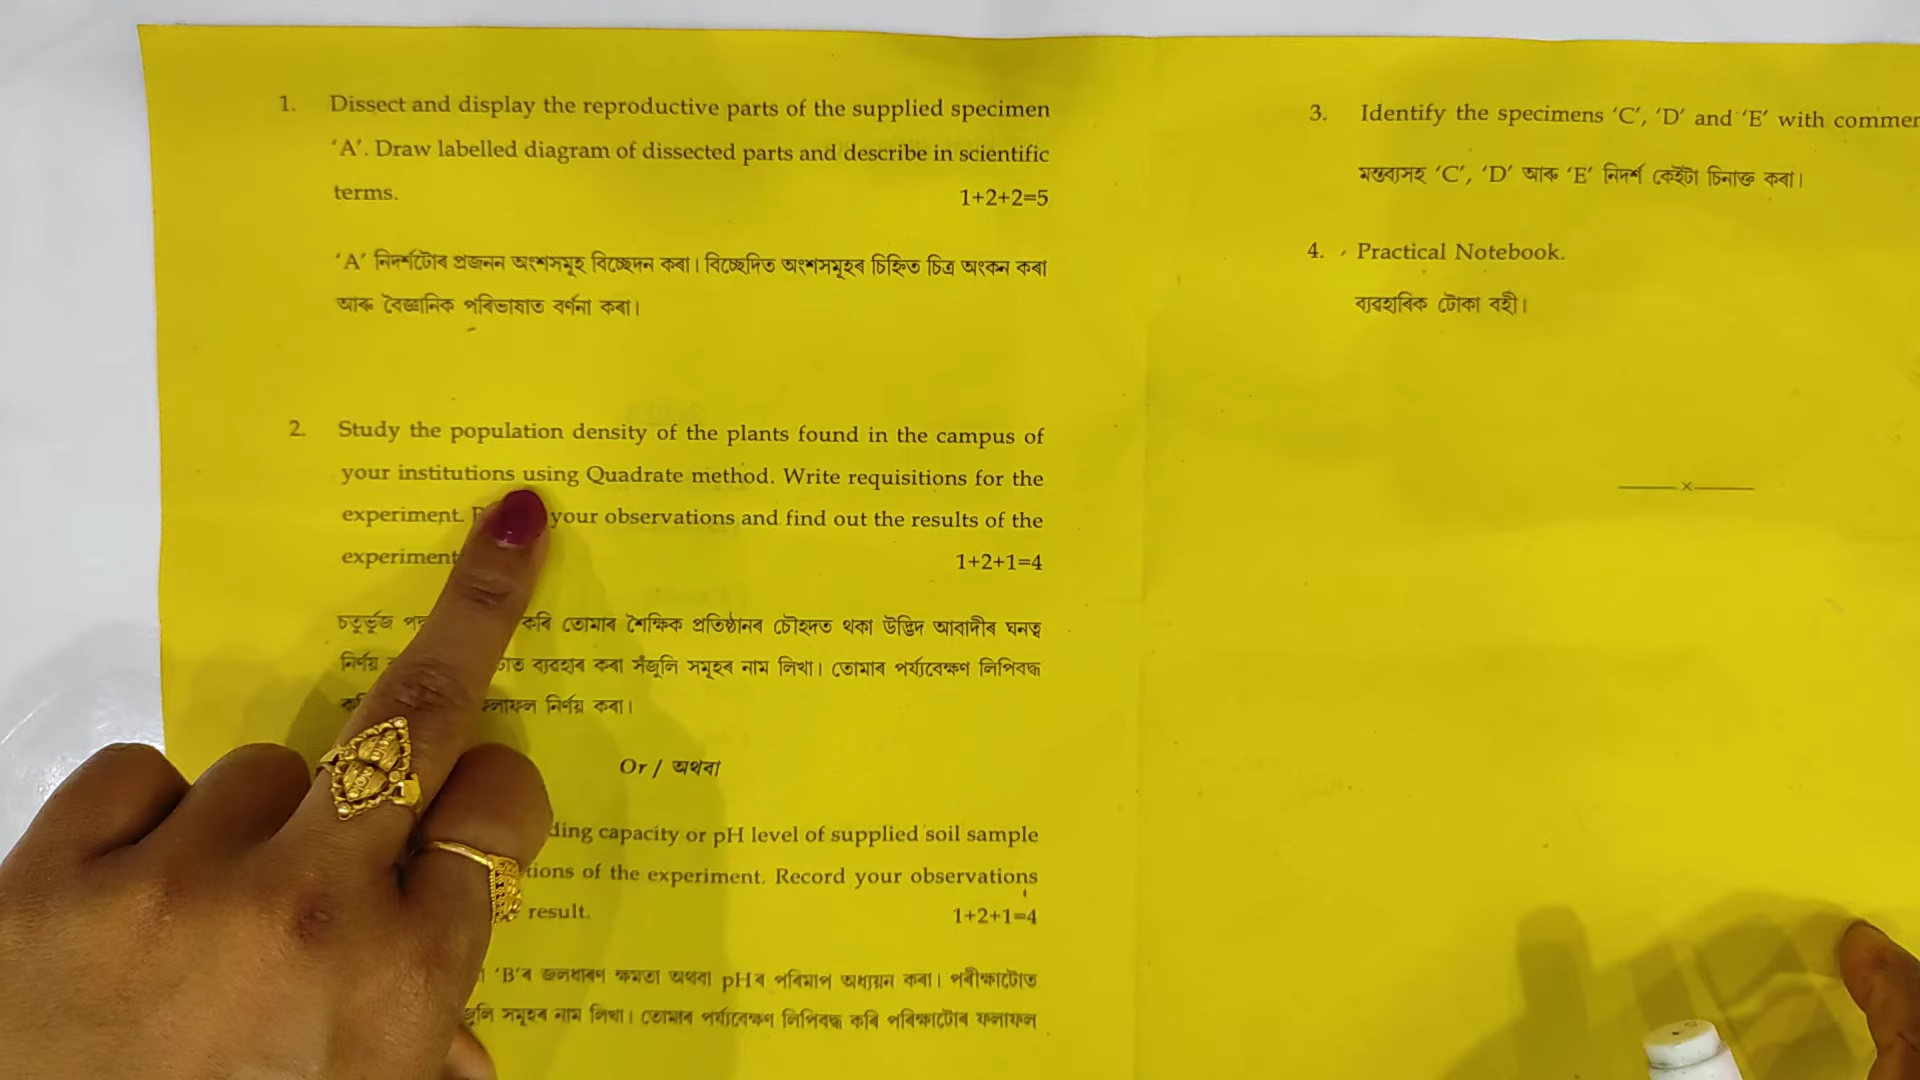 1. Dissect and display the reproductive parts of the supplied specimen
'A'. Draw labelled diagram of dissected parts and describe in scientific
terms. 1+2+2=5
'A' নিদৰ্শটোৰ প্ৰজনন অংশসমূহ বিচ্ছেদন কৰা। বিচ্ছেদিত অংশসমূহৰ চিহ্নিত চিত্ৰ অংকন কৰা
আৰু বৈজ্ঞানিক পৰিভাষাত বৰ্ণনা কৰা।
2. Study the population density of the plants found in the campus of
your institutions using Quadrate method. Write requisitions for the
experiment. your observations and find out the results of the
experiment 1+2+1=4
চতুৰ্ভুজ কৰি তোমাৰ শৈক্ষিক প্ৰতিষ্ঠানৰ চৌহদত থকা উদ্ভিদ আবাদীৰ ঘনত্ব
নিৰ্ণয় ব্যৱহাৰ কৰা সঁজুলি সমূহৰ নাম লিখা। তোমাৰ পৰ্য্যবেক্ষণ লিপিবদ্ধ
নিৰ্ণয় কৰা।
Or / অথবা
capacity or pH level of supplied soil sample
of the experiment. Record your observations
result. 1+2+1=4
'B'ৰ জলধাৰণ ক্ষমতা অথবা pHৰ পৰিমাপ অধ্যয়ন কৰা। পৰীক্ষাটোত
সমূহৰ নাম লিখা। তোমাৰ পৰ্য্যবেক্ষণ লিপিবদ্ধ কৰি পৰিক্ষাটোৰ ফলাফল
3. Identify the specimens 'C', 'D' and 'E' with
মন্তব্যসহ 'C', 'D' আৰু 'E' নিদৰ্শ কেইটা চিনাক্ত কৰা।
4. Practical Notebook.
ব্যৱহাৰিক টোকা বহী।
x